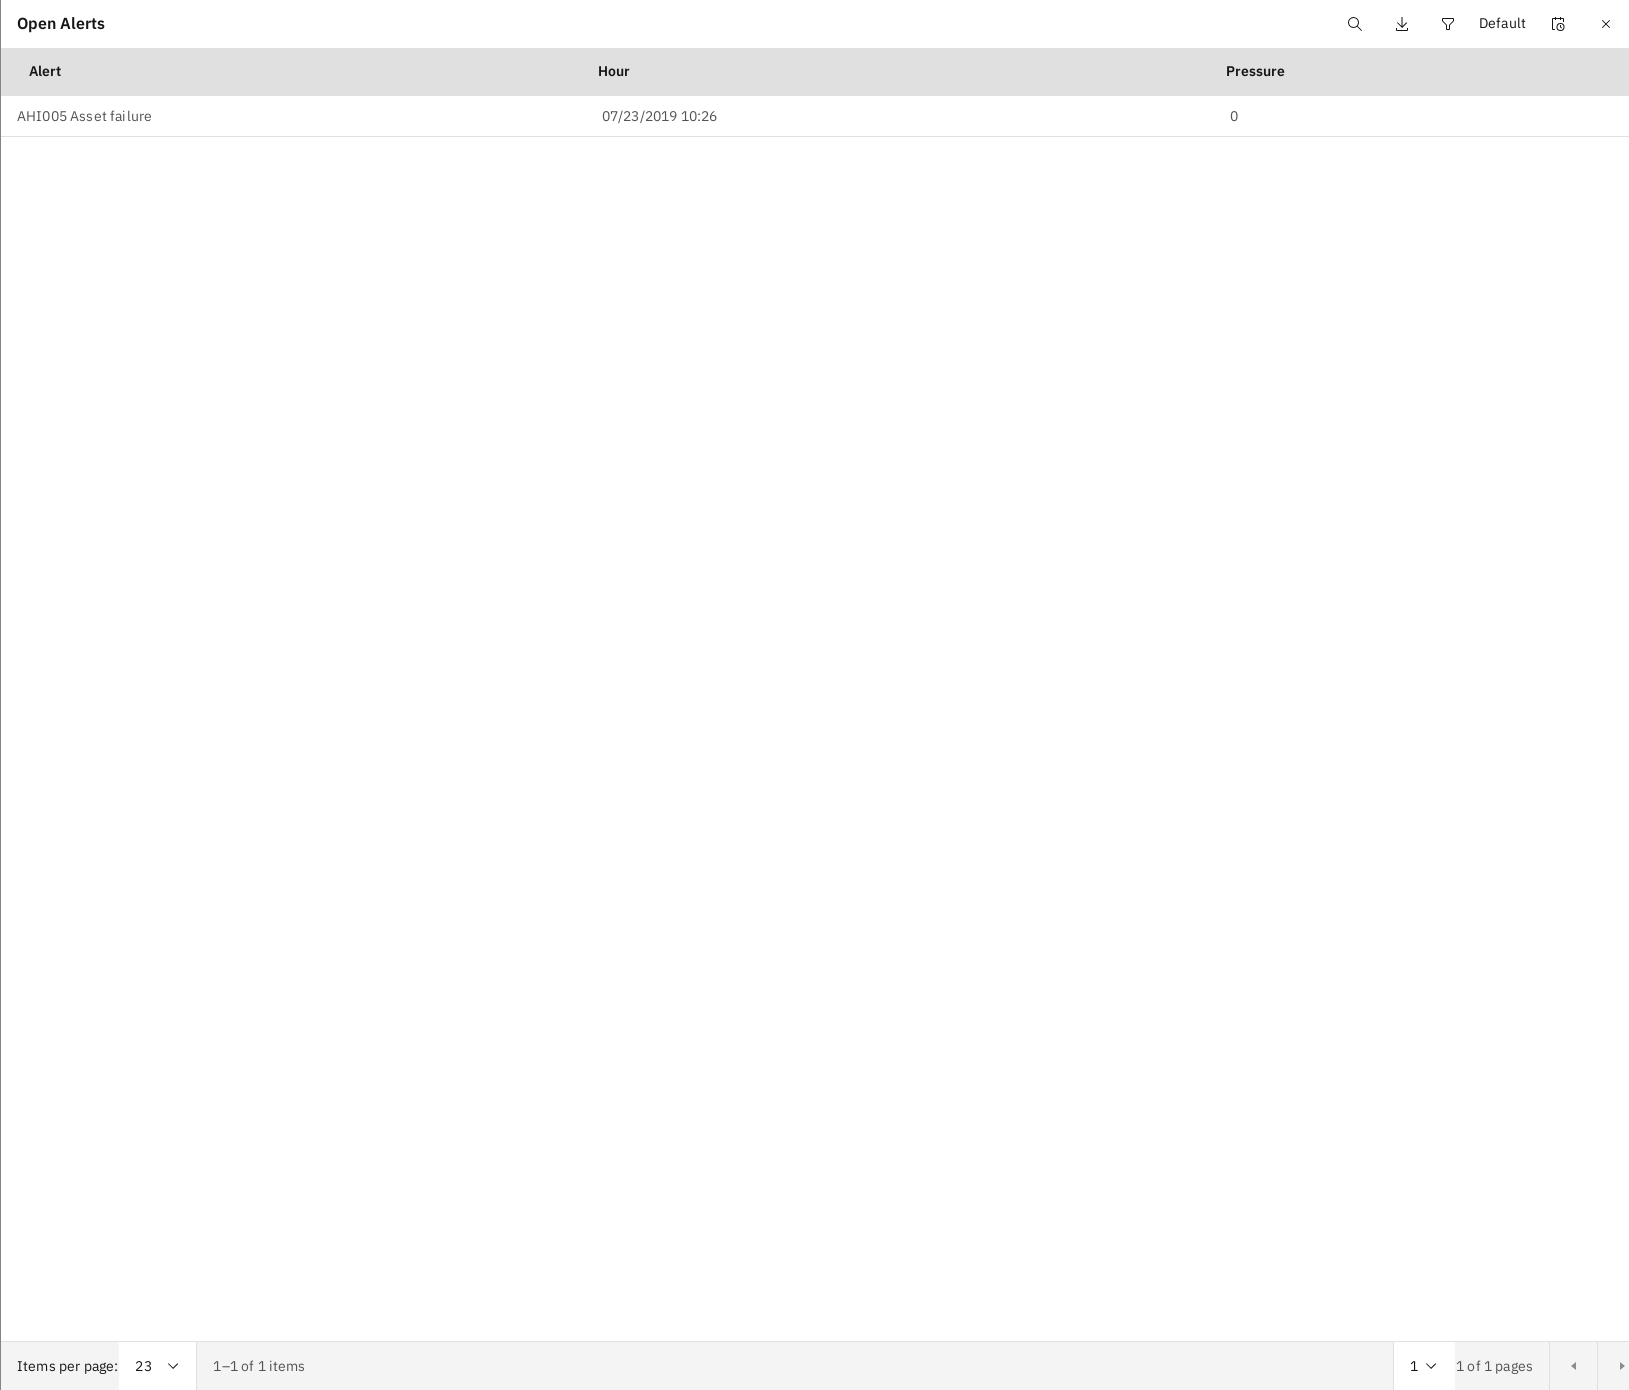 Open Alerts
Default
Alert Hour Pressure
AHI005 Asset failure 07/23/2019 10:26 0
Items per page: 23 1–1 of 1 items 1 1 of 1 pages